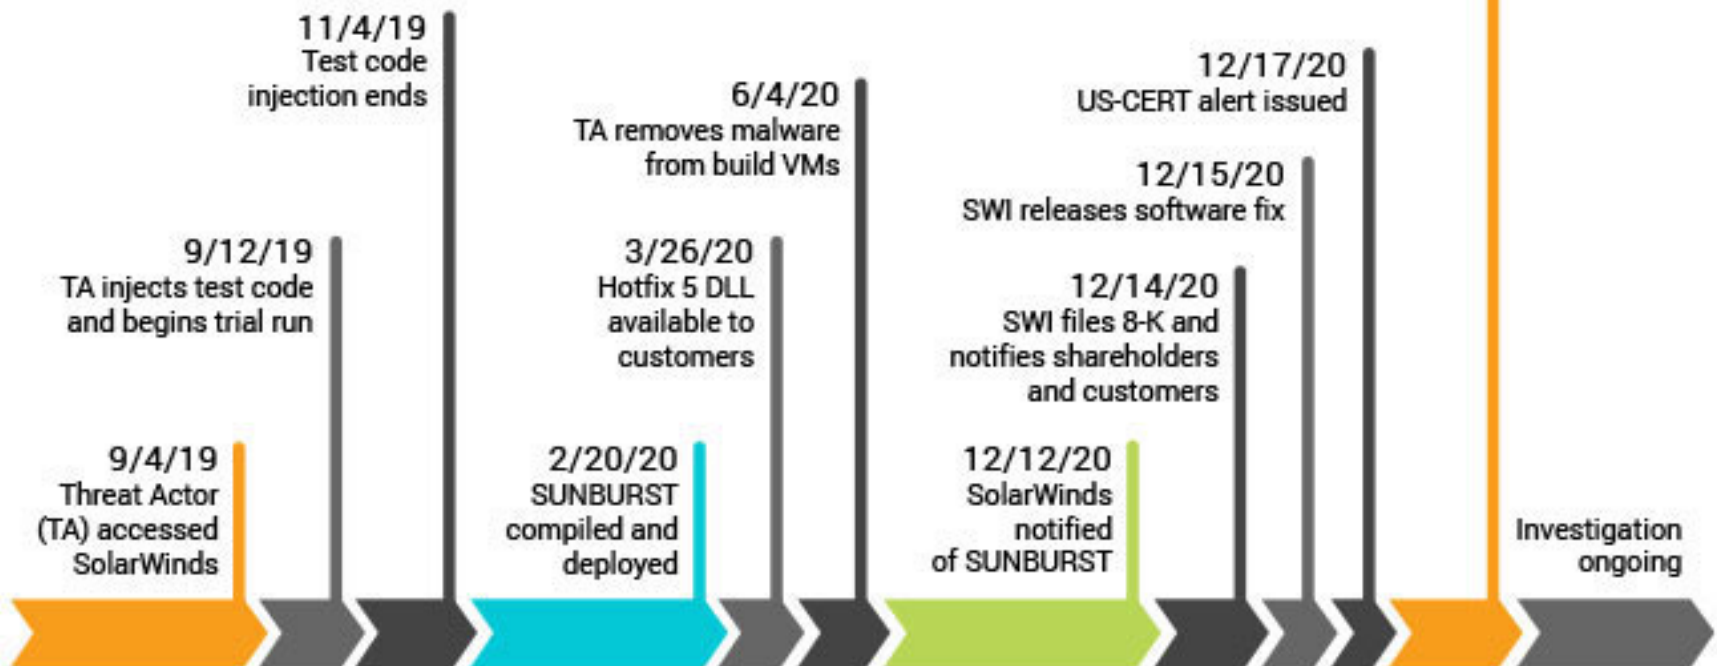 9/4/19
Threat Actor
(TA) accessed
SolarWinds
9/12/19
TA injects test code
and begins trial run
11/4/19
Test code
injection ends
2/20/20
SUNBURST
compiled and
deployed
3/26/20
Hotfix 5 DLL
available to
customers
6/4/20
TA removes malware
from build VMs
12/12/20
SolarWinds
notified
of SUNBURST
12/14/20
SWI files 8-K and
notifies shareholders
and customers
12/15/20
SWI releases software fix
12/17/20
US-CERT alert issued
Investigation
ongoing